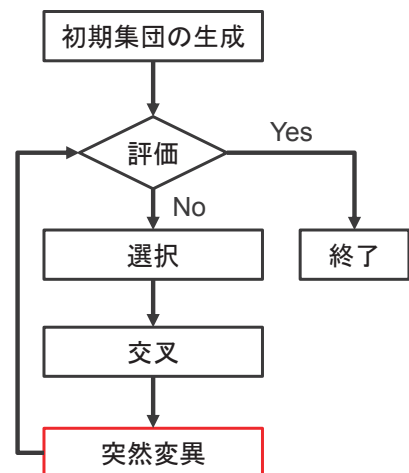 初期集団の生成
評価
Yes
No
選択
終了
交叉
突然変異